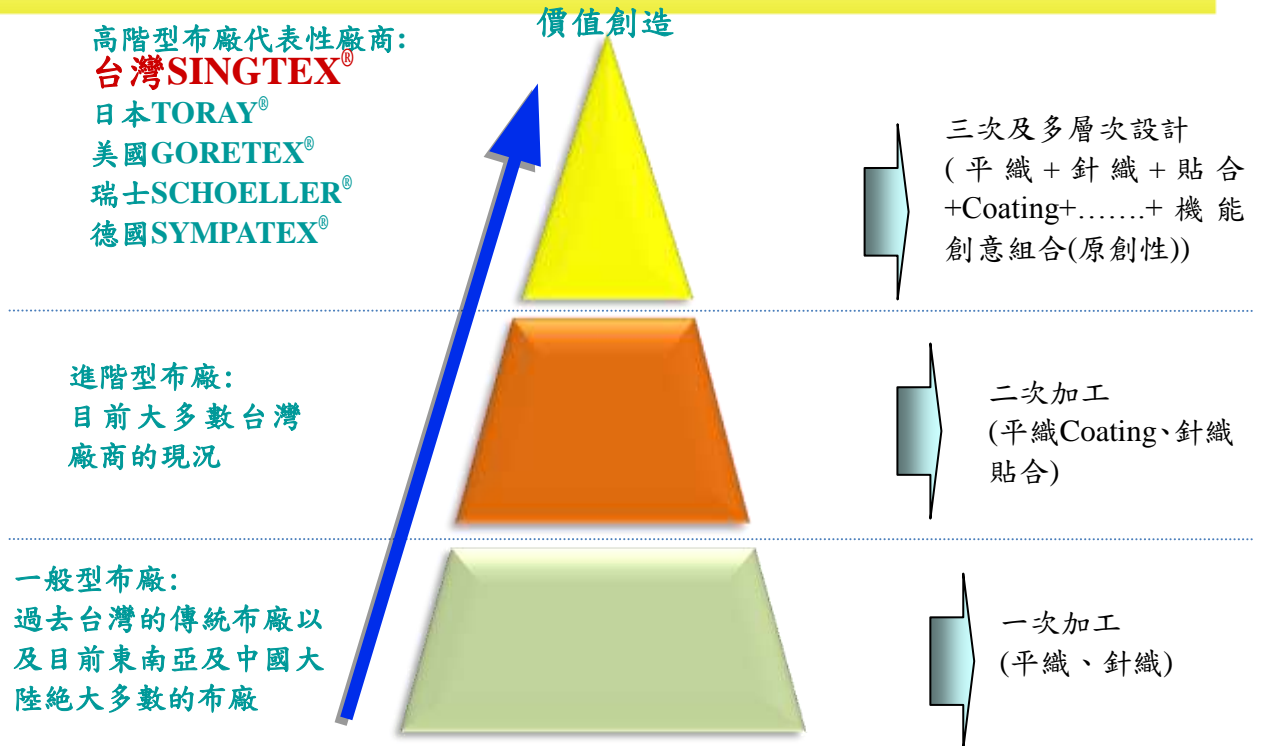 價值創造
高階型布廠代表性廠商:
台灣SINGTEX®
日本TORAY®
美國GORETEX®
瑞士SCHOELLER®
德國SYMPATEX®
三次及多層次設計
(平織+針織+貼合
+Coating+…….+機能
創意組合(原創性))
進階型布廠:
目前大多數台灣
廠商的現況
二次加工
(平織Coating、針織
貼合)
一般型布廠:
過去台灣的傳統布廠以
及目前東南亞及中國大
陸絕大多數的布廠
一次加工
(平織、針織)